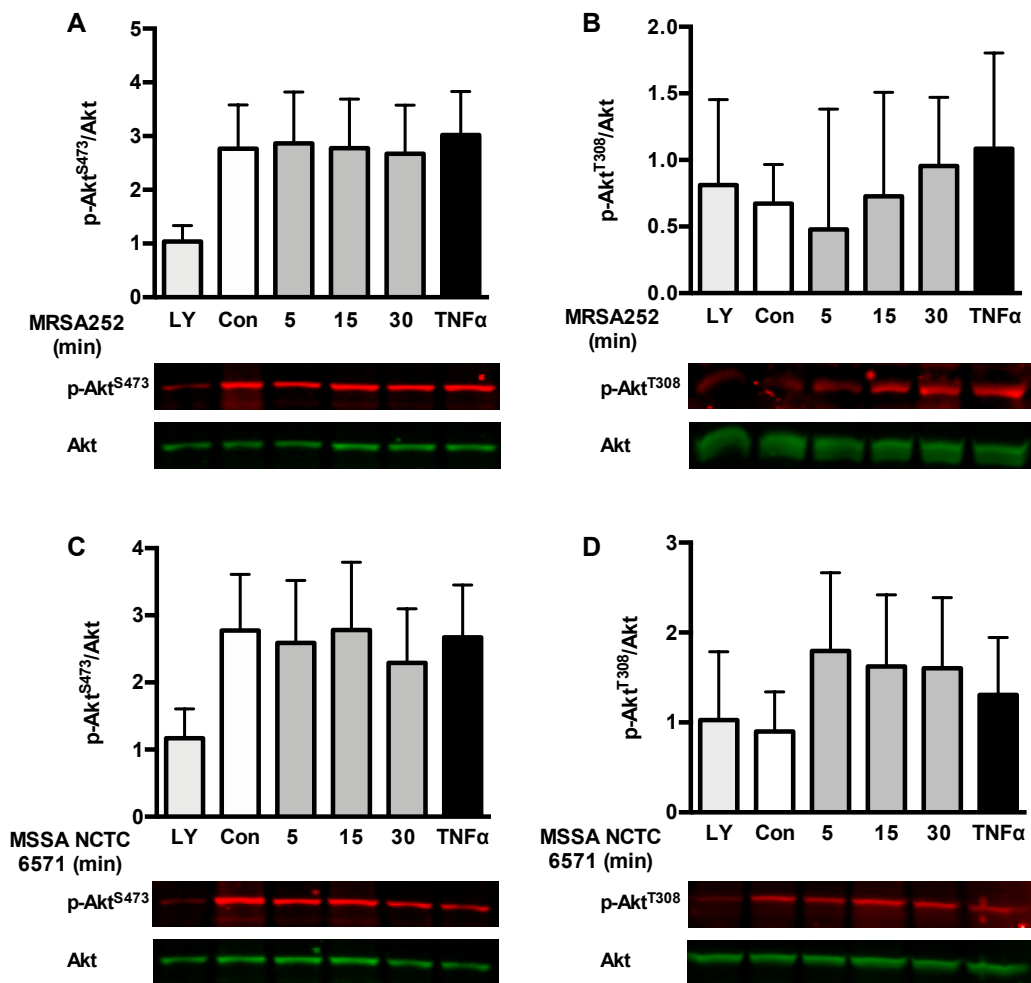 A
p-Akt^S473/Akt
5
4
3
2
1
0
MRSA252 (min)
LY Con 5 15 30 TNFα
p-Akt^S473
Akt
B
p-Akt^T308/Akt
2.0
1.5
1.0
0.5
0.0
MRSA252 (min)
LY Con 5 15 30 TNFα
p-Akt^T308
Akt
C
p-Akt^S473/Akt
4
3
2
1
0
MSSA NCTC
6571 (min)
LY Con 5 15 30 TNFα
p-Akt^S473
Akt
D
p-Akt^T308/Akt
3
2
1
0
MSSA NCTC
6571 (min)
LY Con 5 15 30 TNFα
p-Akt^T308
Akt